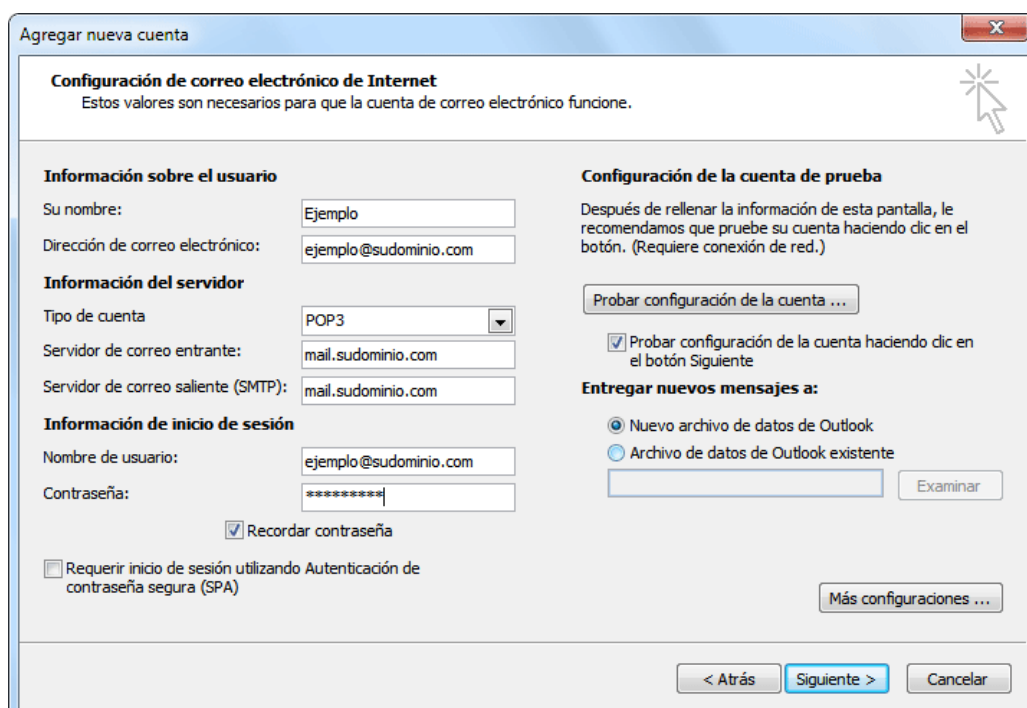 Agregar nueva cuenta
Configuración de correo electrónico de Internet
Estos valores son necesarios para que la cuenta de correo electrónico funcione.
Información sobre el usuario
Su nombre:
Ejemplo
Dirección de correo electrónico:
ejemplo@sudominio.com
Información del servidor
Tipo de cuenta
POP3
Servidor de correo entrante:
mail.sudominio.com
Servidor de correo saliente (SMTP):
mail.sudominio.com
Información de inicio de sesión
Nombre de usuario:
ejemplo@sudominio.com
Contraseña:
*********
Recordar contraseña
Requerir inicio de sesión utilizando Autenticación de
contraseña segura (SPA)
Configuración de la cuenta de prueba
Después de rellenar la información de esta pantalla, le
recomendamos que pruebe su cuenta haciendo clic en el
botón. (Requiere conexión de red.)
Probar configuración de la cuenta ...
Probar configuración de la cuenta haciendo clic en
el botón Siguiente
Entregar nuevos mensajes a:
Nuevo archivo de datos de Outlook
Archivo de datos de Outlook existente
Examinar
Más configuraciones ...
< Atrás
Siguiente >
Cancelar